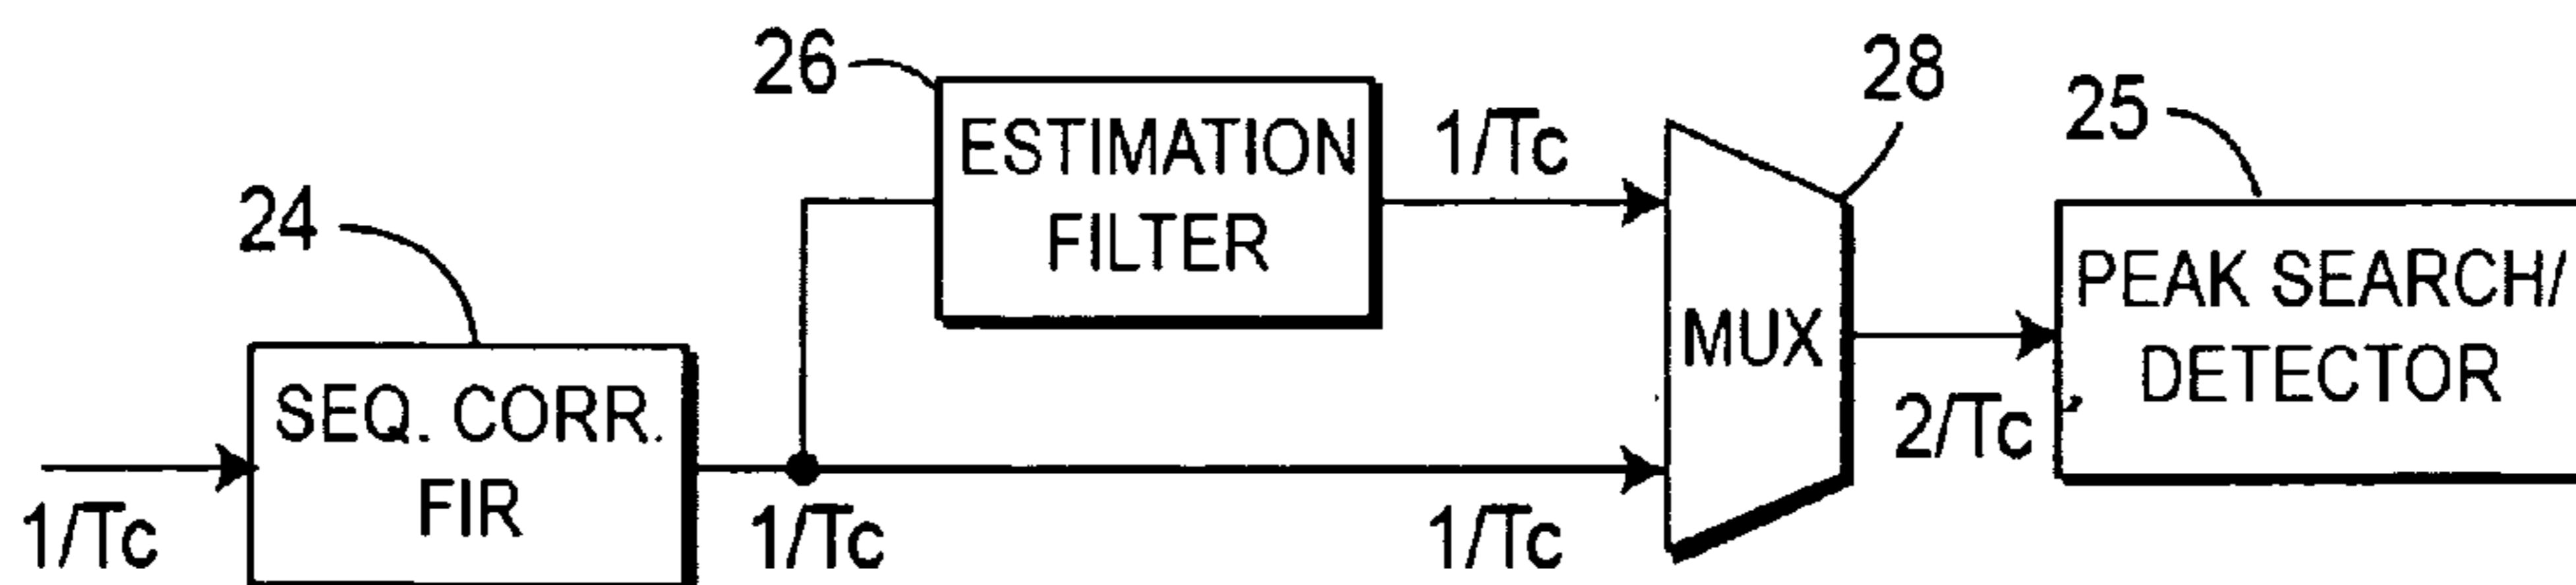 26
ESTIMATION
FILTER
1/Tc
28
25
24
SEQ. CORR.
FIR
MUX
PEAK SEARCH/
DETECTOR
1/Tc
1/Tc
1/Tc
2/Tc